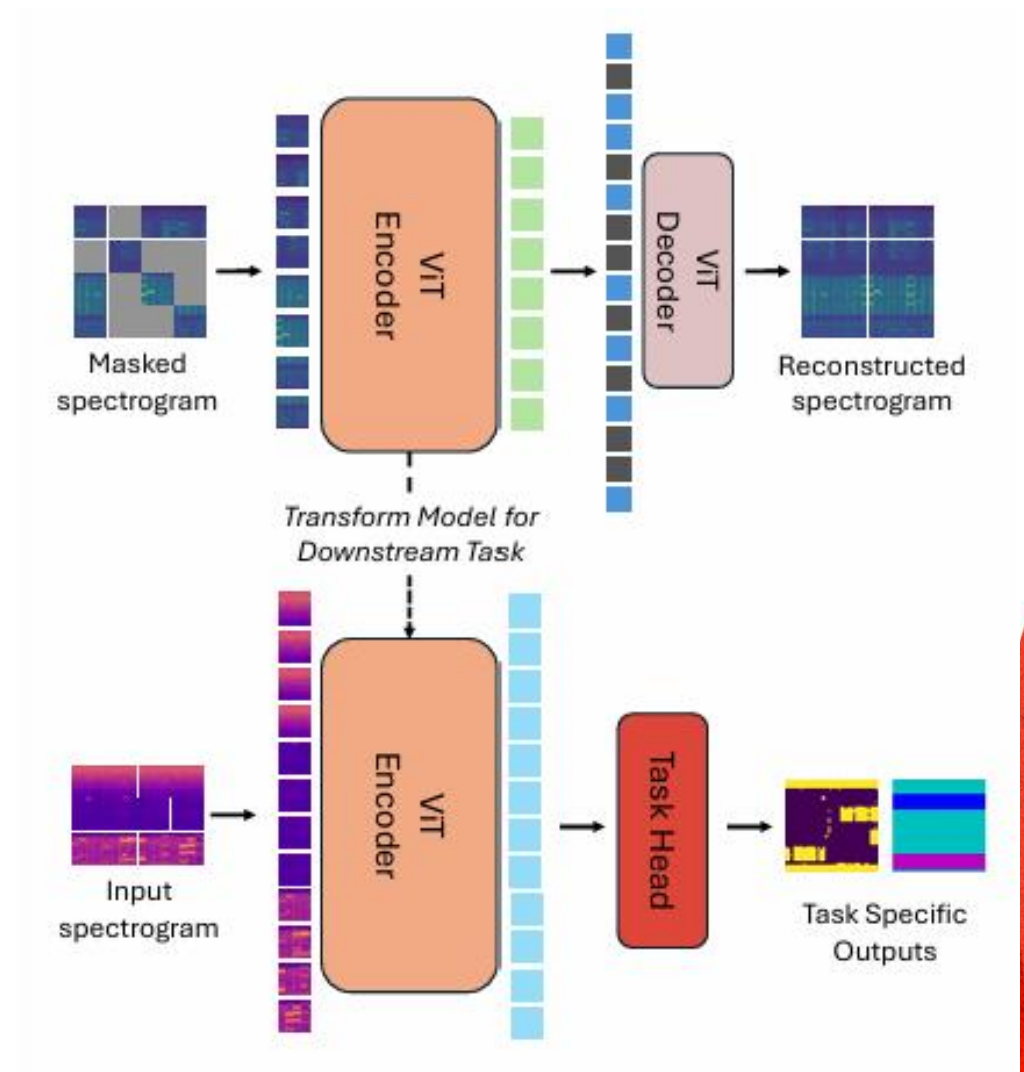 ViT
Encoder
ViT
Decoder
Masked
spectrogram
Reconstructed
spectrogram
Transform Model for
Downstream Task
ViT
Encoder
Task Head
Input
spectrogram
Task Specific
Outputs